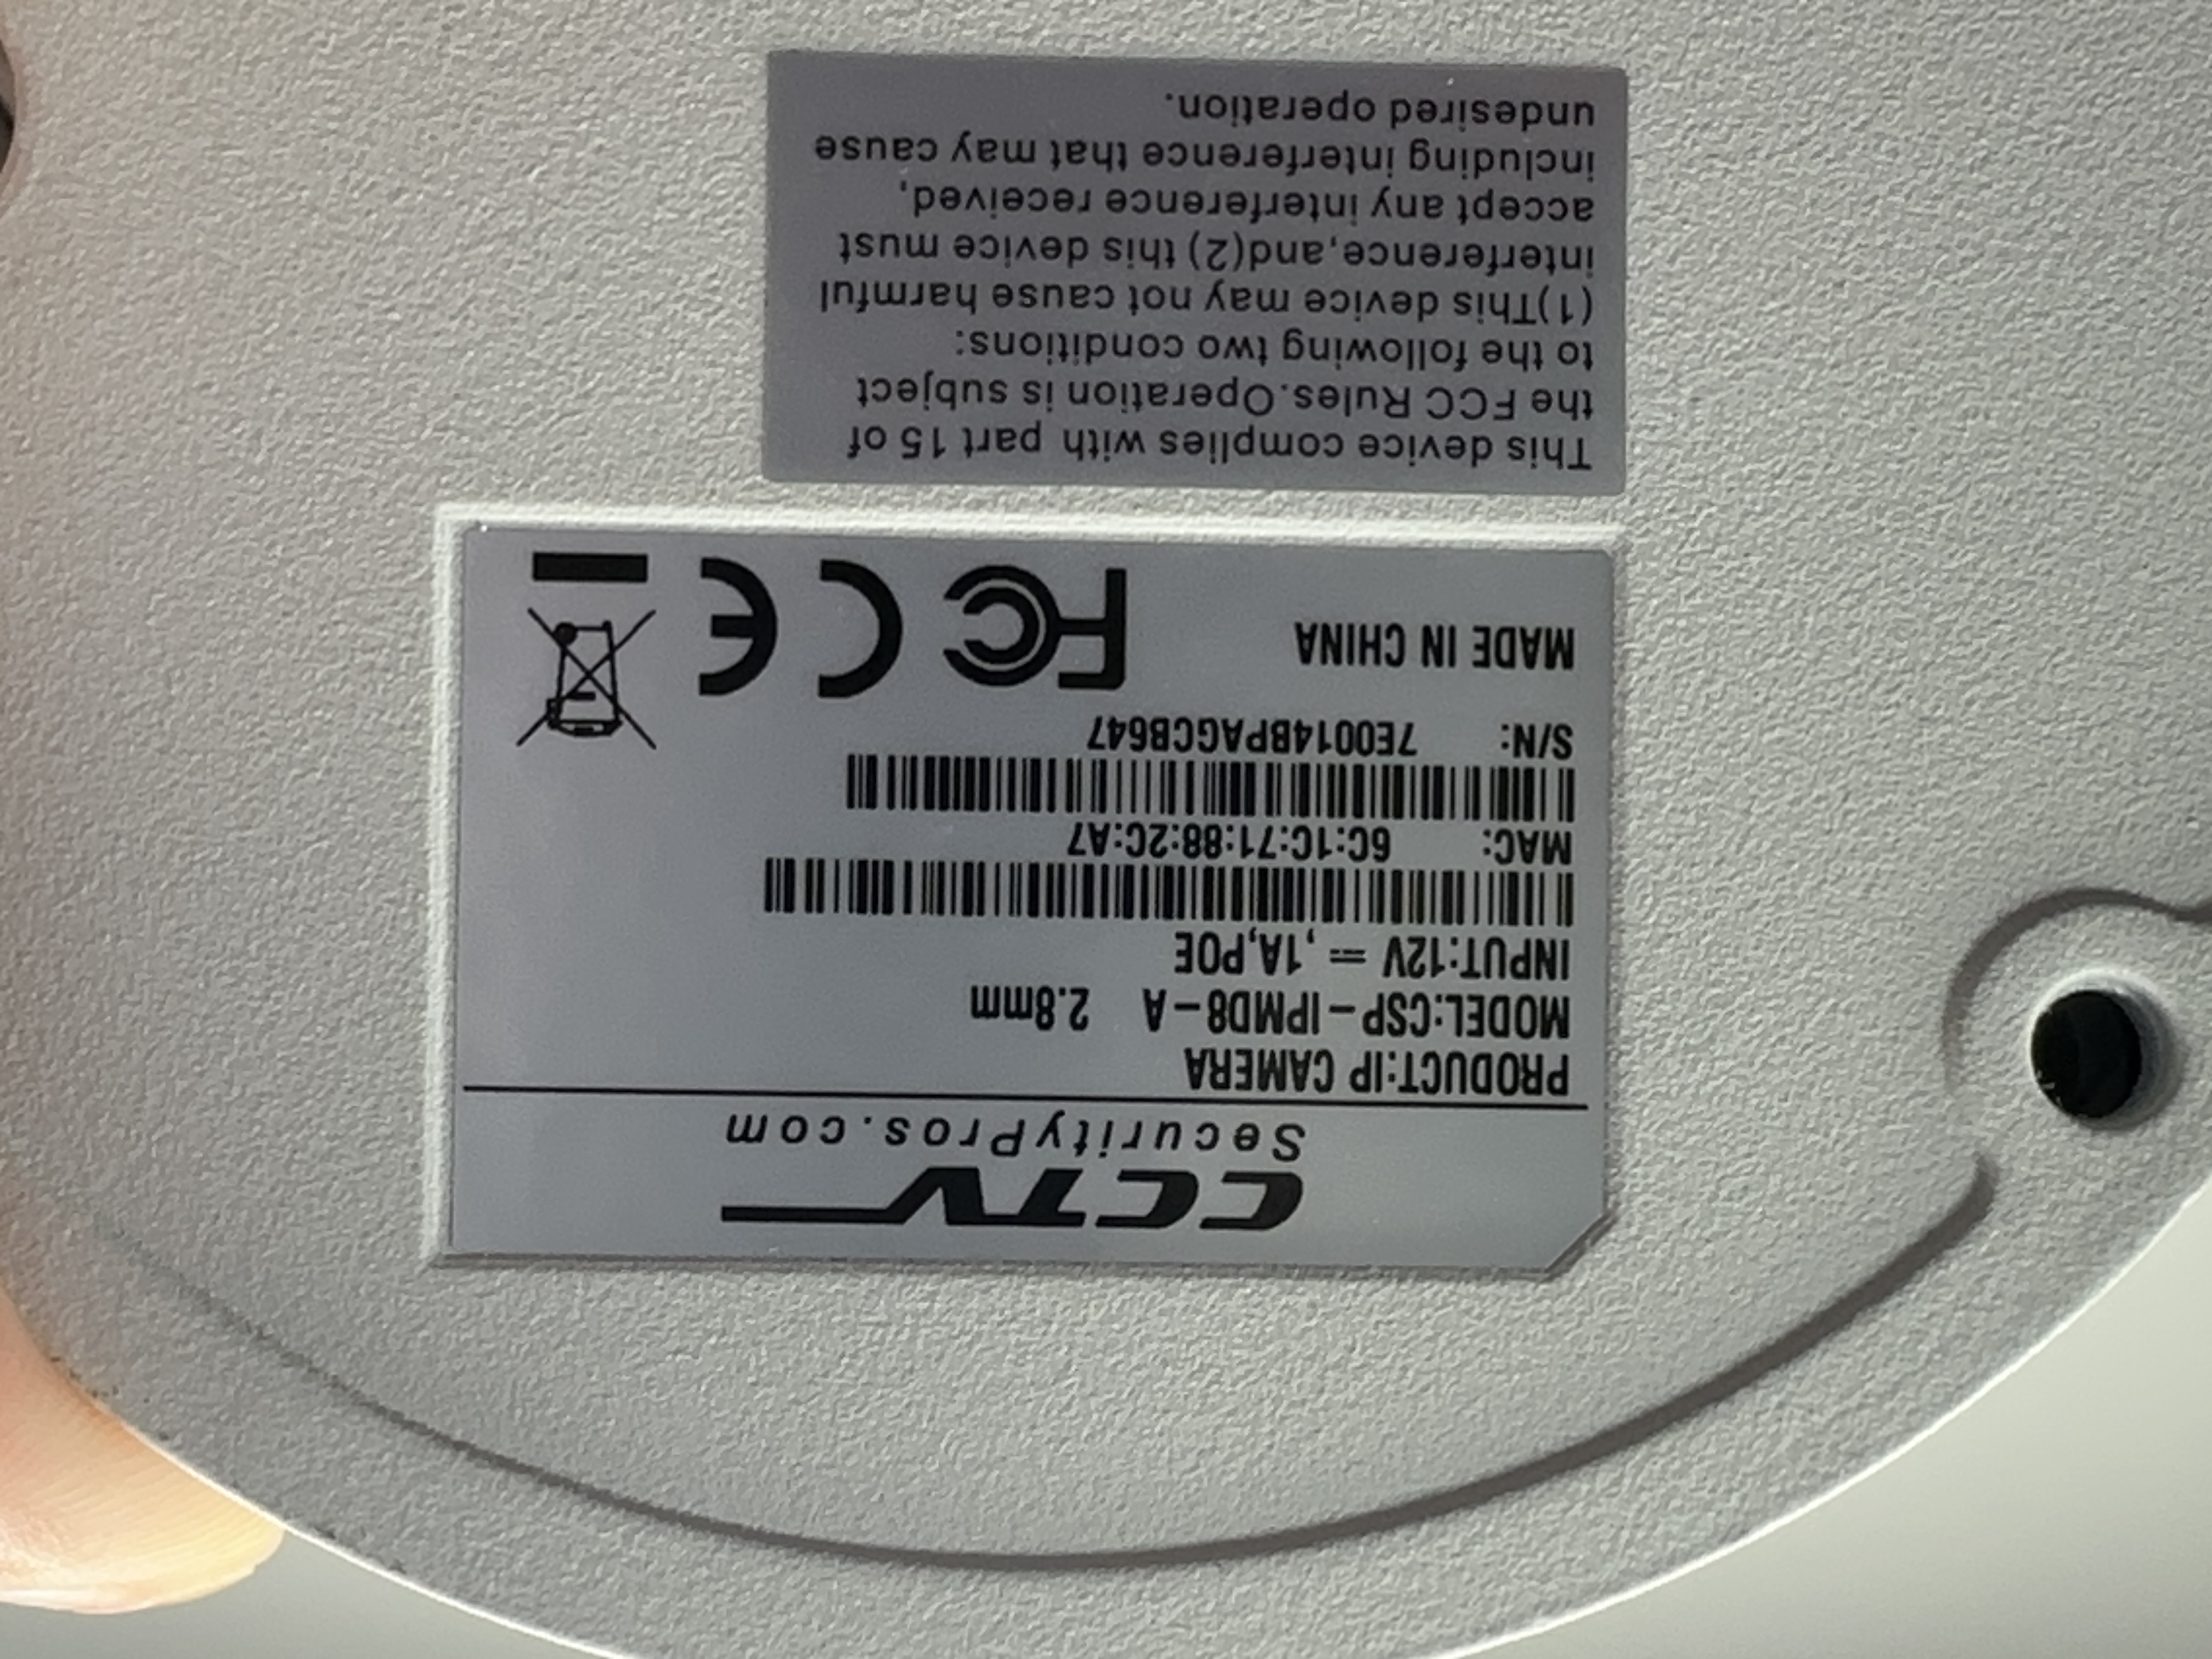 CCTV
SecurityPros.com
PRODUCT:IP CAMERA
MODEL:CSP-IPMD8-A 2.8mm
INPUT:12V ⎓ ,1A,POE
MAC: 6C:1C:71:88:2C:A7
S/N: 7E0014BPAGCB647
MADE IN CHINA
FC CE
This device complies with part 15 of
the FCC Rules.Operation is subject
to the following two conditions:
(1)This device may not cause harmful
interference,and(2) this device must
accept any interference received,
including interference that may cause
undesired operation.